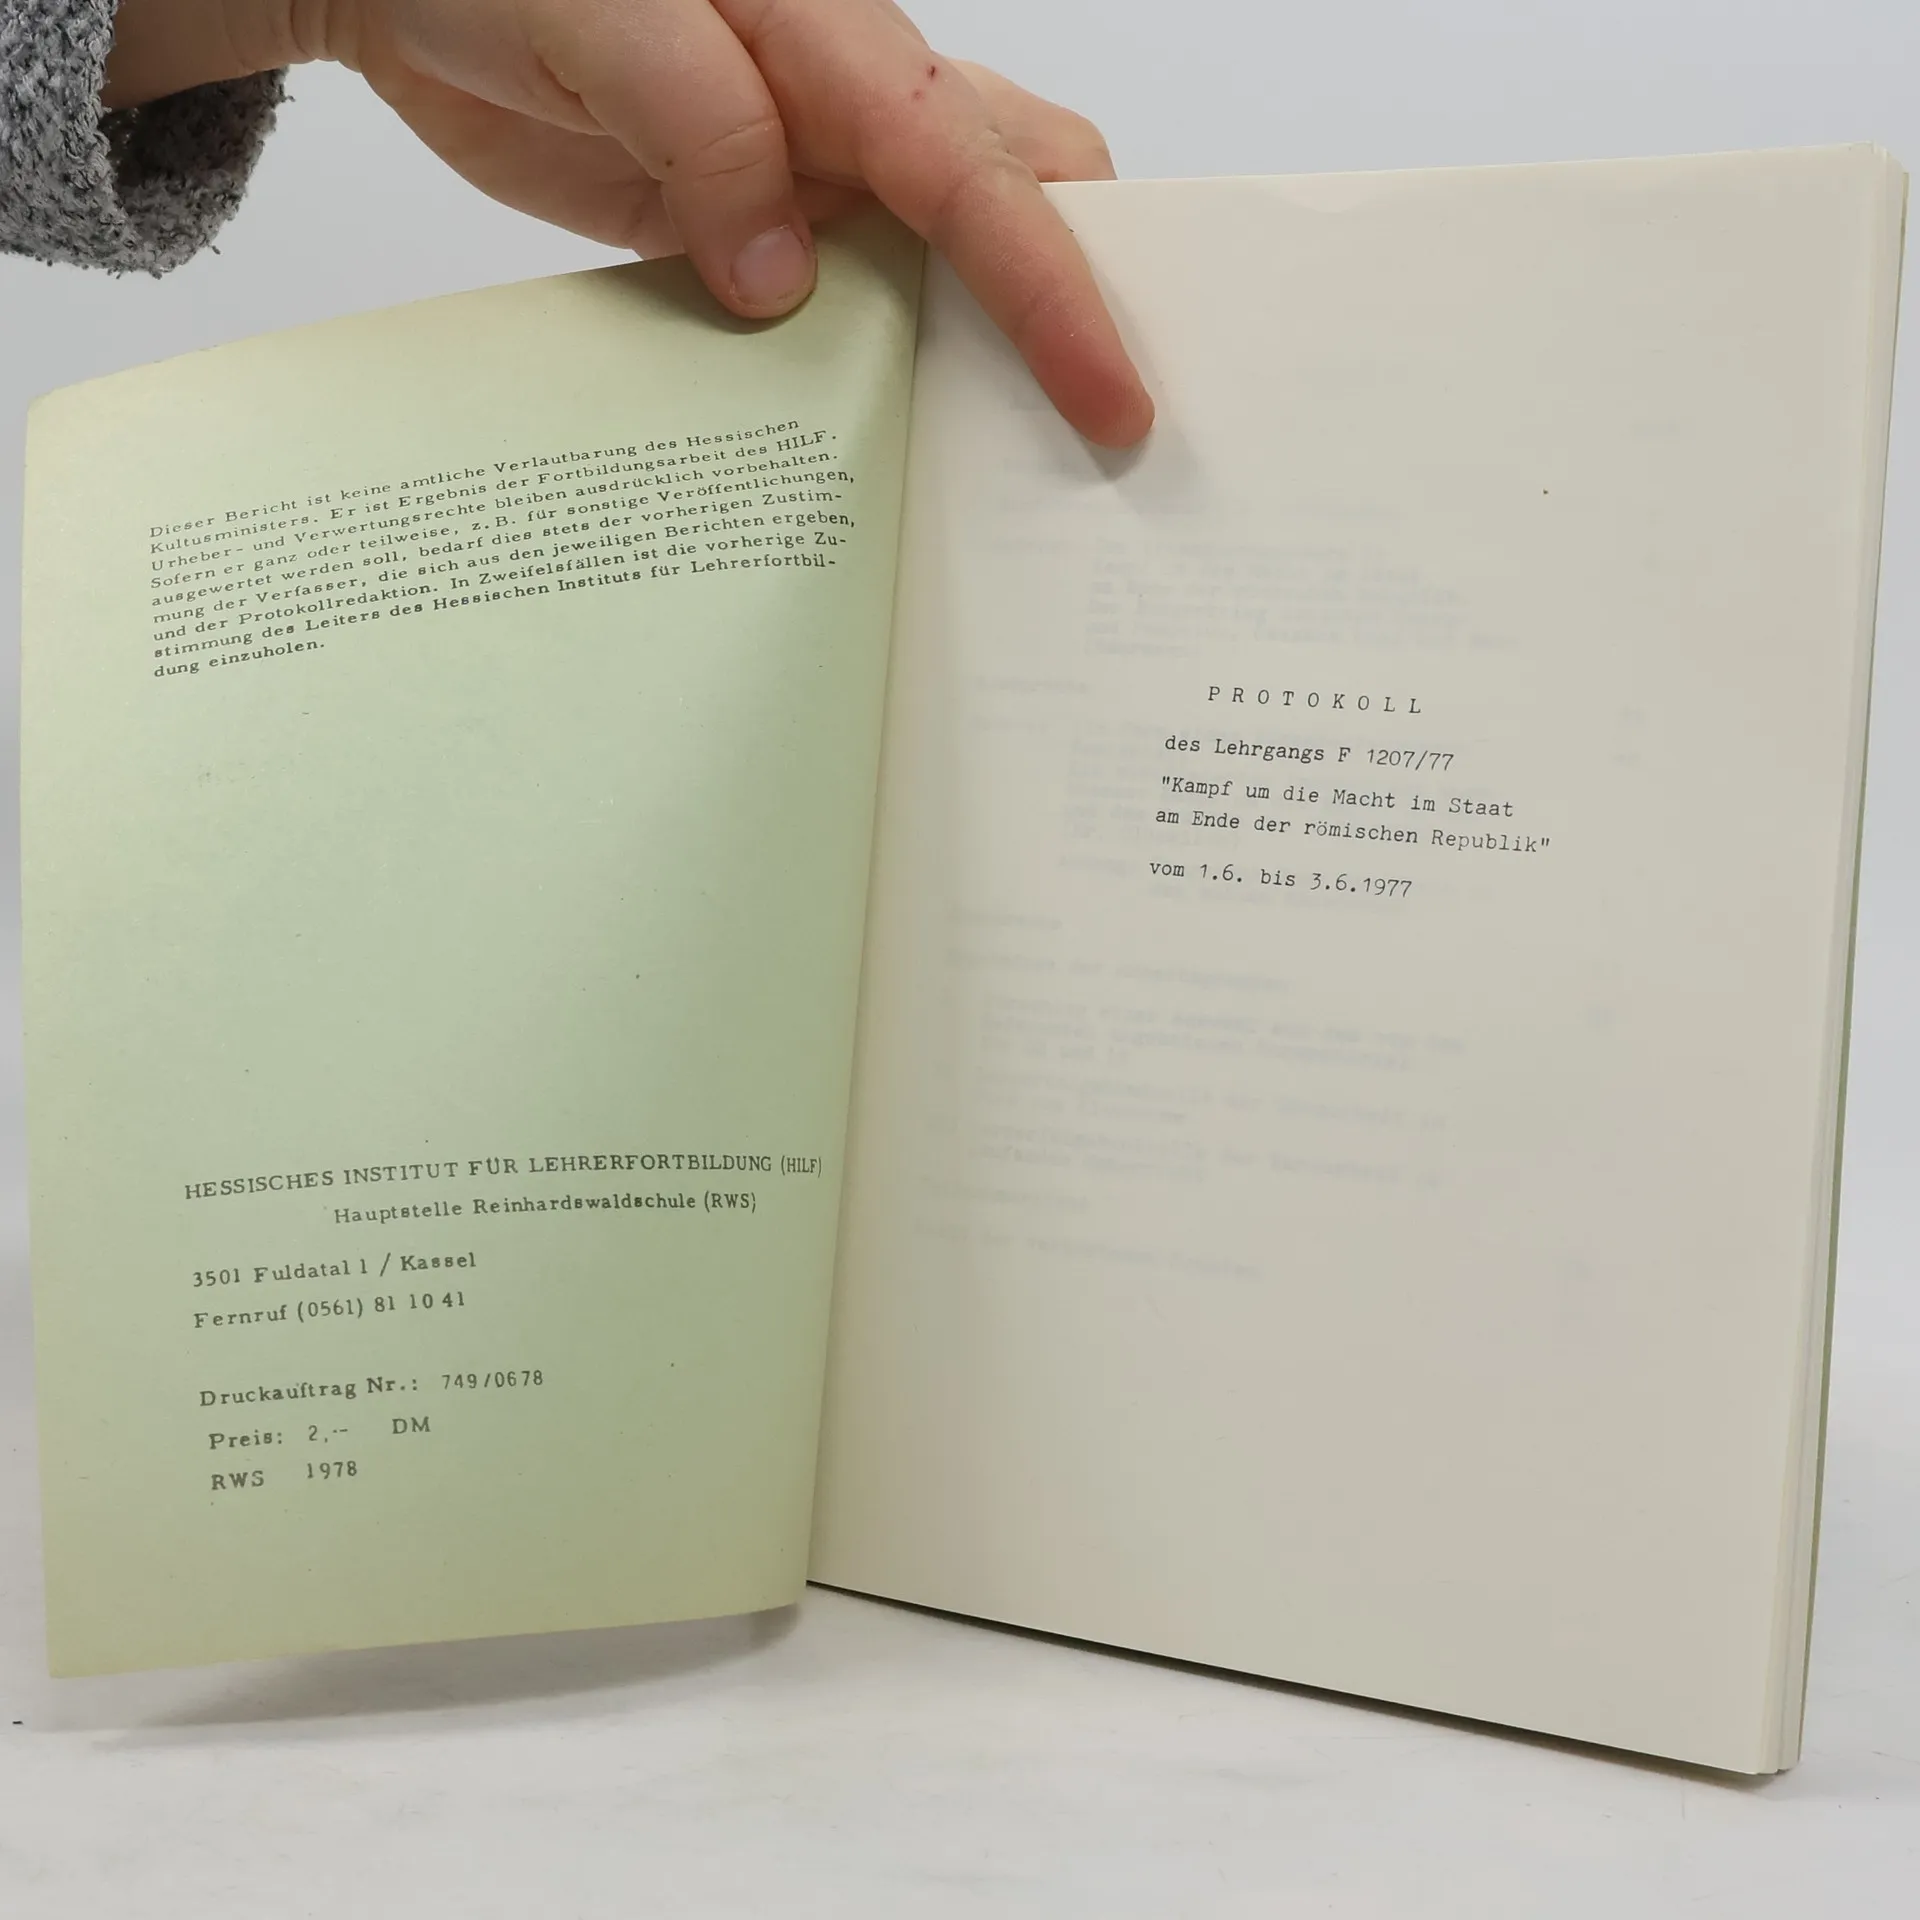 Dieser Bericht ist keine amtliche Verlautbarung des Hessischen
Kultusministers. Er ist Ergebnis der Fortbildungsarbeit des HILF.
Urheber- und Verwertungsrechte bleiben ausdrücklich vorbehalten.
Sofern er ganz oder teilweise, z.B. für sonstige Veröffentlichungen,
ausgewertet werden soll, bedarf dies stets der vorherigen Zustim-
mung der Verfasser, die sich aus den jeweiligen Berichten ergeben,
und der Protokollredaktion. In Zweifelsfällen ist die vorherige Zu-
stimmung des Leiters des Hessischen Instituts für Lehrerfortbil-
dung einzuholen.
HESSISCHES INSTITUT FÜR LEHRERFORTBILDUNG (HILF)
Hauptstelle Reinhardswaldschule (RWS)
3501 Fuldatal 1 / Kassel
Fernruf (0561) 81 10 41
Druckauftrag Nr.: 749/0678
Preis: 2,-- DM
RWS 1978
P R O T O K O L L
des Lehrgangs F 1207/77
"Kampf um die Macht im Staat
am Ende der römischen Republik"
vom 1.6. bis 3.6.1977